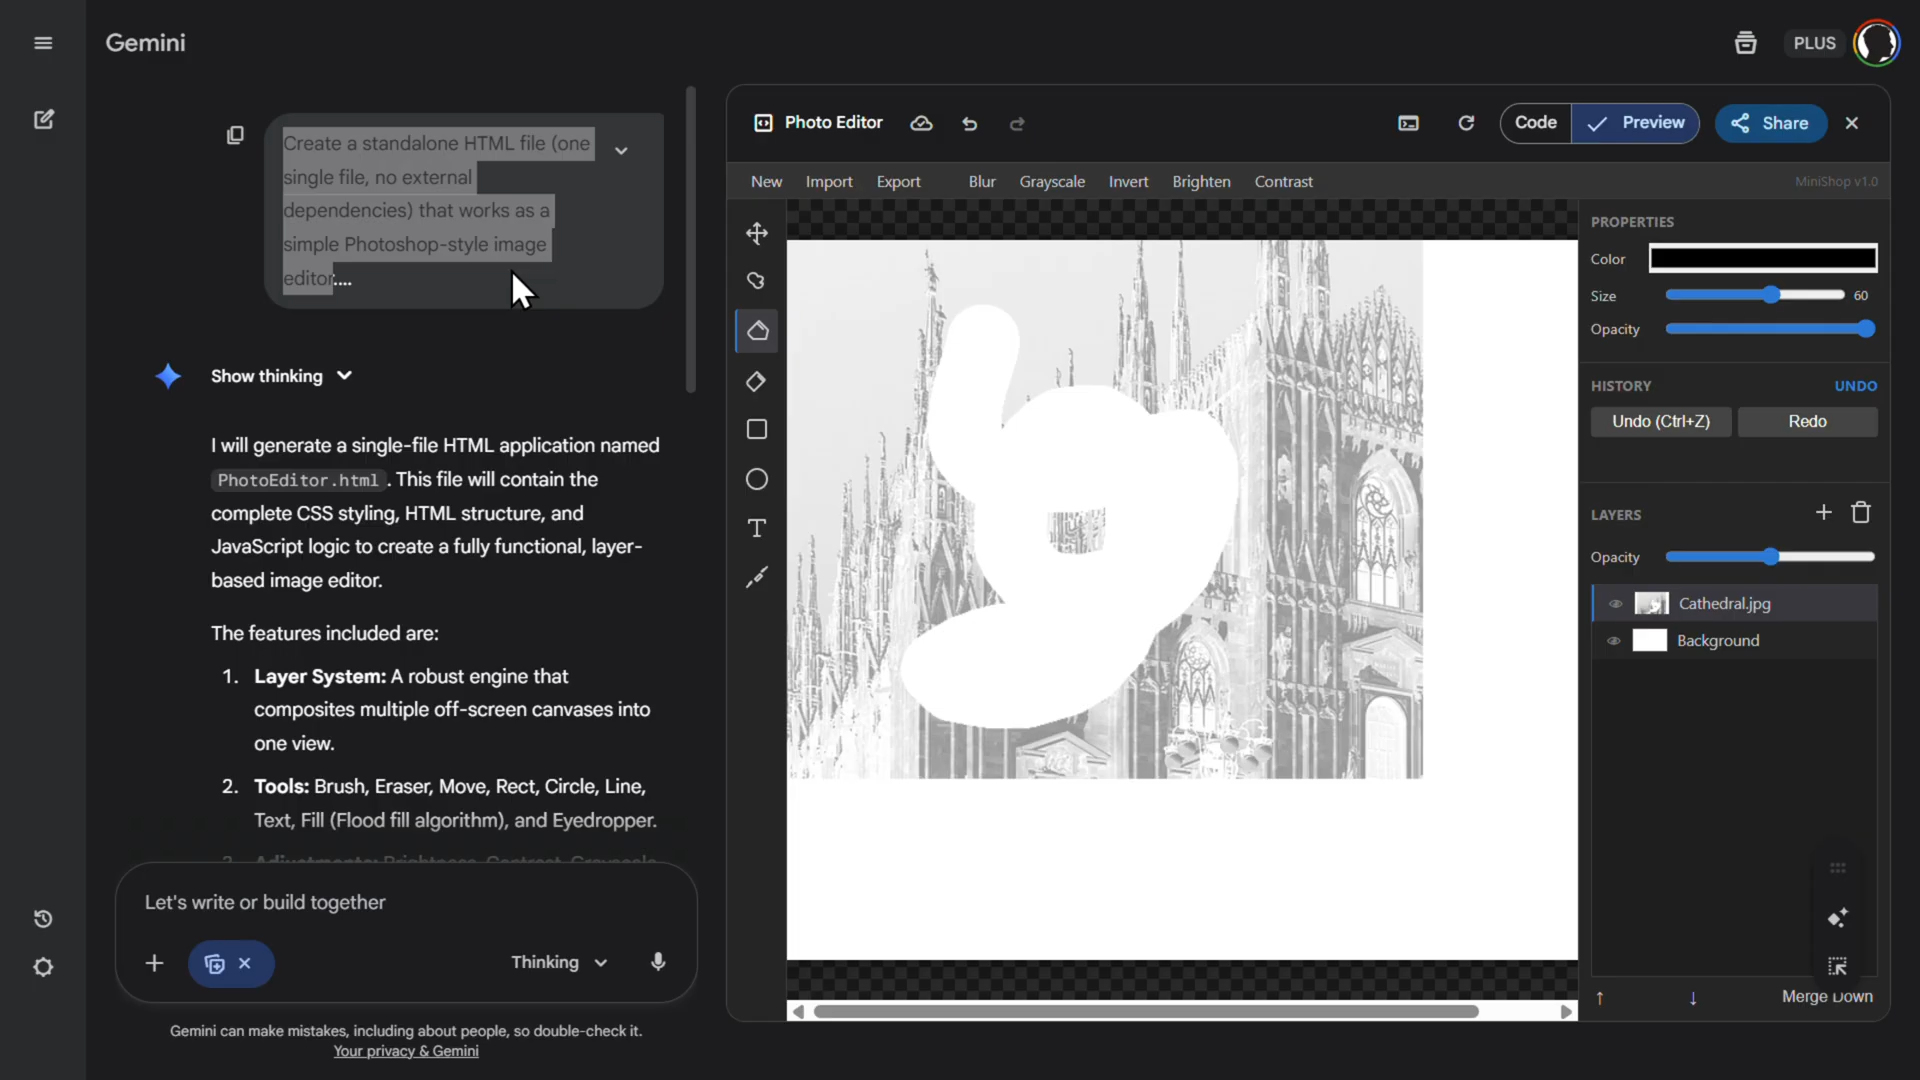 Gemini
PLUS
Create a standalone HTML file (one
single file, no external
dependencies) that works as a
simple Photoshop-style image
editor....
Show thinking
I will generate a single-file HTML application named
PhotoEditor.html. This file will contain the
complete CSS styling, HTML structure, and
JavaScript logic to create a fully functional, layer-
based image editor.
The features included are:
1. Layer System: A robust engine that
composites multiple off-screen canvases into
one view.
2. Tools: Brush, Eraser, Move, Rect, Circle, Line,
Text, Fill (Flood fill algorithm), and Eyedropper.
3. Adjustments: Brightness, Contrast, Grayscale,
Let's write or build together
Thinking
Gemini can make mistakes, including about people, so double-check it.
Your privacy & Gemini
Photo Editor
Code
Preview
Share
New Import Export Blur Grayscale Invert Brighten Contrast
MiniShop v1.0
T
PROPERTIES
Color
Size 60
Opacity
HISTORY UNDO
Undo (Ctrl+Z) Redo
LAYERS
Opacity
Cathedral.jpg
Background
↑ ↓ Merge Down